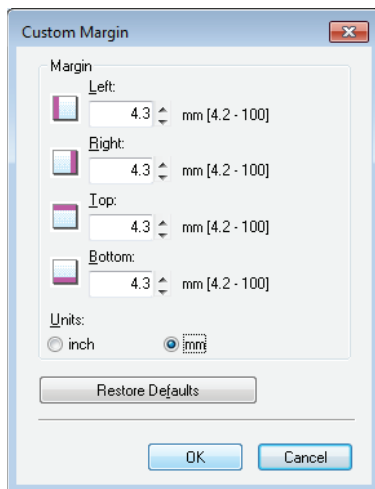 Custom Margin
Margin
Left:
4.3 mm [4.2 - 100]
Right:
4.3 mm [4.2 - 100]
Top:
4.3 mm [4.2 - 100]
Bottom:
4.3 mm [4.2 - 100]
Units:
inch mm
Restore Defaults
OK Cancel